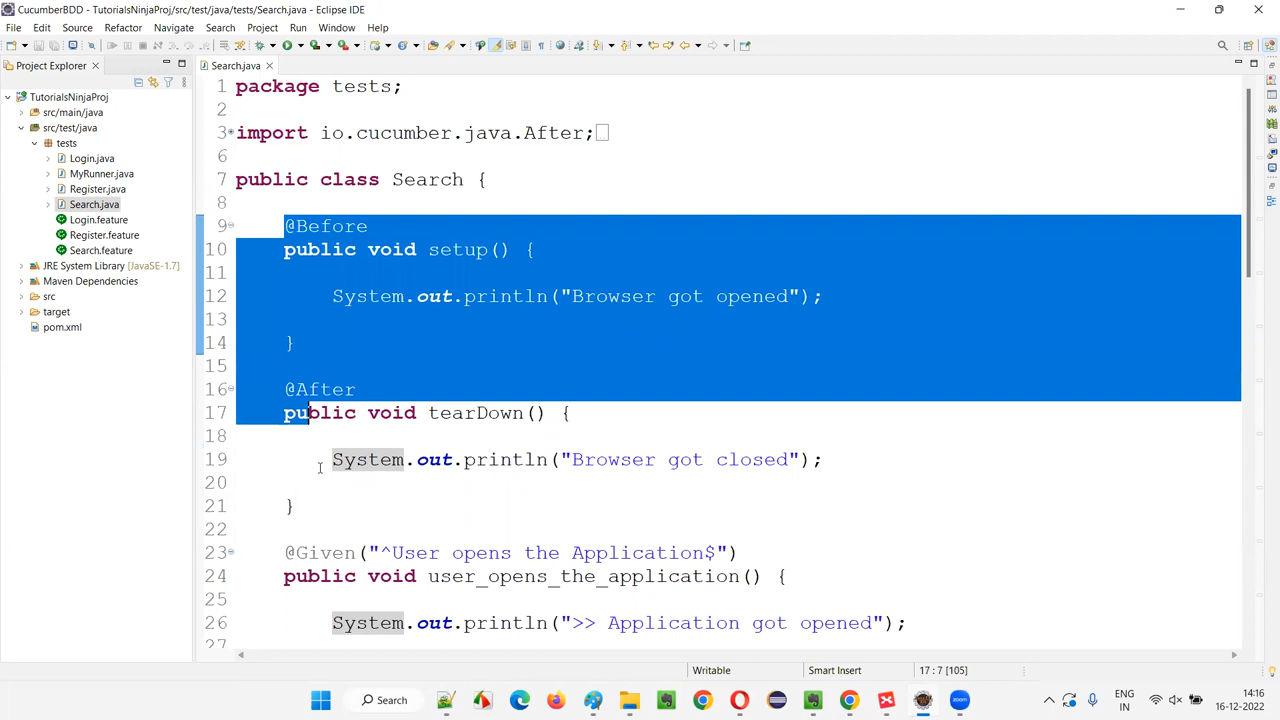 CucumberBDD - TutorialsNinjaProj/src/test/java/tests/Search.java - Eclipse IDE
File Edit Source Refactor Navigate Search Project Run Window Help
Project Explorer
Search.java
TutorialsNinjaProj
src/main/java
src/test/java
tests
Login.java
MyRunner.java
Register.java
Search.java
Login.feature
Register.feature
Search.feature
JRE System Library [JavaSE-1.7]
Maven Dependencies
src
target
pom.xml
1 package tests;
2
3 import io.cucumber.java.After;
6
7 public class Search {
8
9 @Before
10 public void setup() {
11
12 System.out.println("Browser got opened");
13
14 }
15
16 @After
17 public void tearDown() {
18
19 System.out.println("Browser got closed");
20
21 }
22
23 @Given("^User opens the Application$")
24 public void user_opens_the_application() {
25
26 System.out.println(">> Application got opened");
27
Writable Smart Insert 17 : 7 [105]
Search
ENG
IN
14:16
16-12-2022